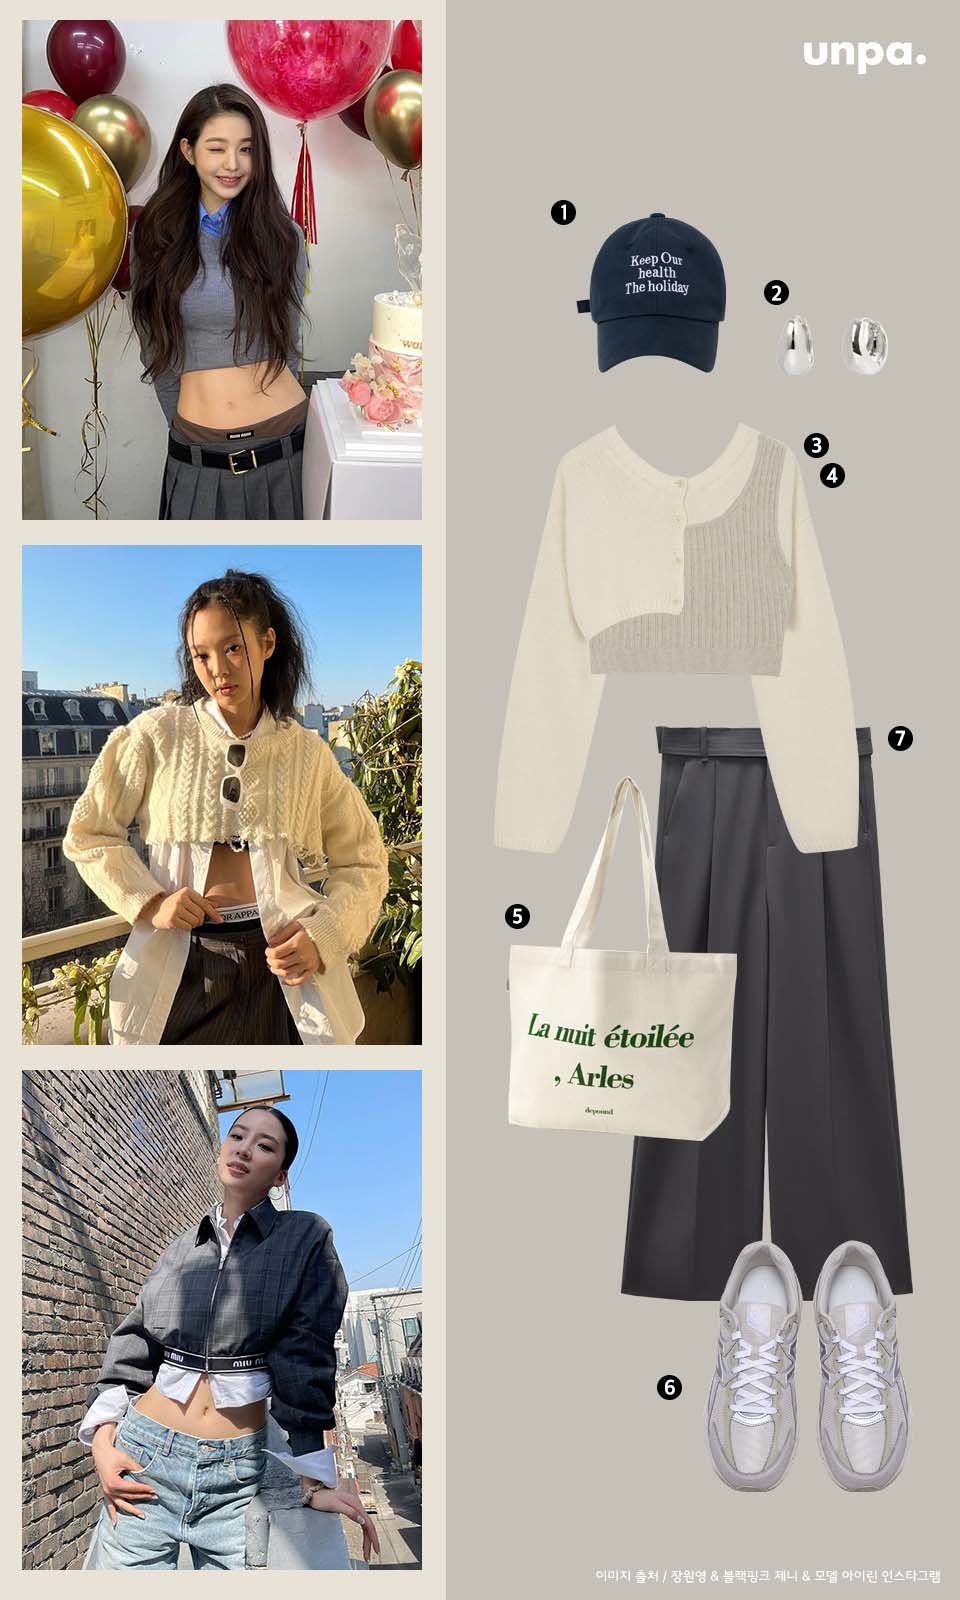 unpa.
1
Keep Our
health
The holiday
2
3
4
7
5
La nuit étoilée
, Arles
depound
6
MIU MIU
OR APPA
MIU MIU
이미지 출처 / 장원영 & 블랙핑크 제니 & 모델 아이린 인스타그램